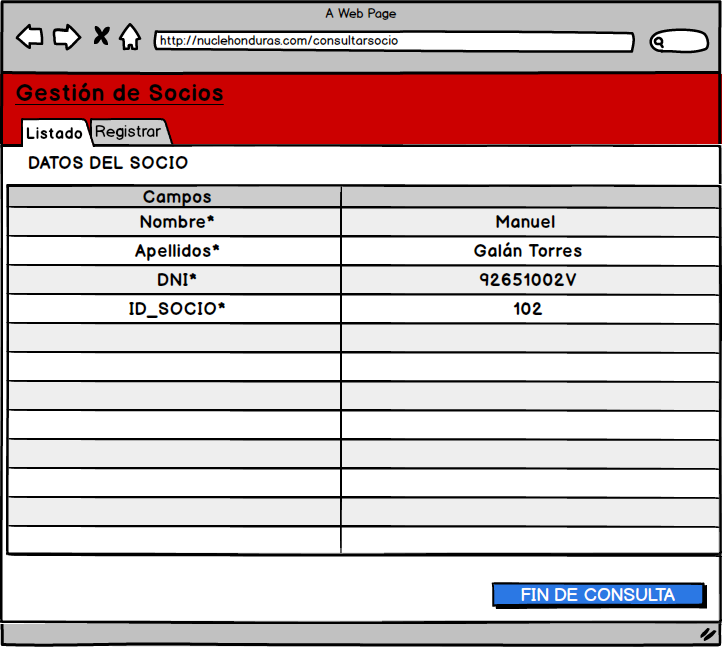 A Web Page
http://nuclehonduras.com/consultarsocio
Gestión de Socios
Listado Registrar
DATOS DEL SOCIO
Campos
Nombre* Manuel
Apellidos* Galán Torres
DNI* 92651002V
ID_SOCIO* 102
FIN DE CONSULTA